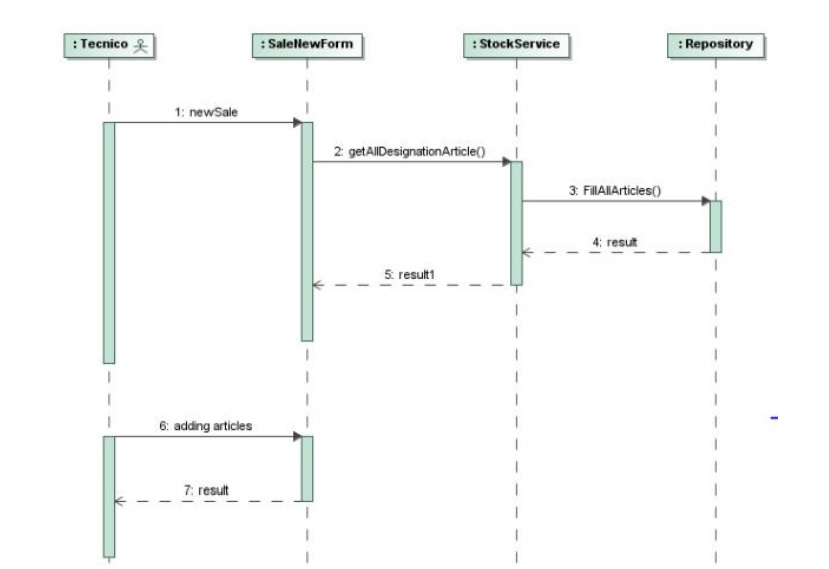 : Tecnico
: SaleNewForm
: StockService
: Repository
1: newSale
2: getAllDesignationArticle()
3: FillAllArticles()
4: result
5: result1
6: adding articles
7: result